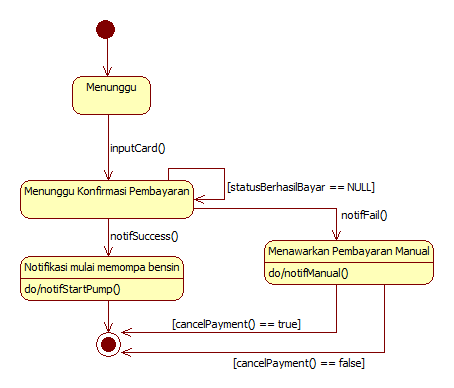 Menunggu
inputCard()
Menunggu Konfirmasi Pembayaran
[statusBerhasilBayar == NULL]
notifSuccess()
notifFail()
Notifikasi mulai memompa bensin
do/notifStartPump()
Menawarkan Pembayaran Manual
do/notifManual()
[cancelPayment() == true]
[cancelPayment() == false]